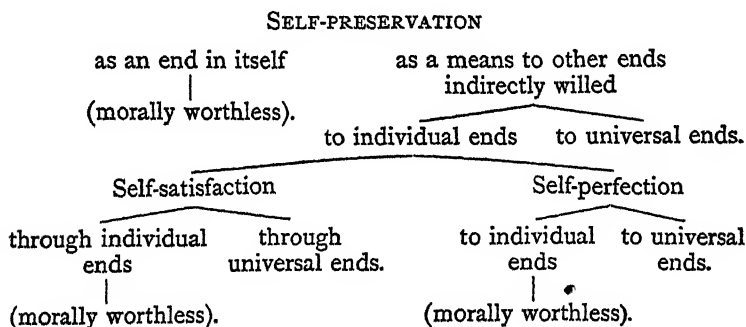 SELF-PRESERVATION
as an end in itself as a means to other ends
indirectly willed
(morally worthless).
to individual ends to universal ends.
Self-satisfaction Self-perfection
through individual through to individual to universal
ends universal ends. ends ends.
(morally worthless). (morally worthless).